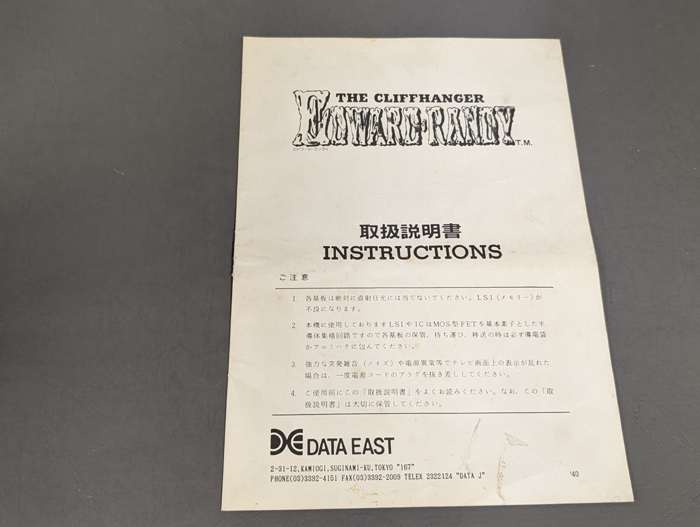 THE CLIFFHANGER
EDWARD-RANDY T.M.
エドワード・ランディ
取扱説明書
INSTRUCTIONS
ご注意
1. 各基板は絶対に直射日光には当てないでください。LSI(メモリー)が
不良になります。
2. 本機に使用しておりますLSIやICはMOS型FETを基本素子とした半
導体集積回路ですので各基板の保管、持ち運び、移送の時は必ず導電袋
かアルミハクに包んでください。
3. 強力な突発雑音(ノイズ)や電源異常等でテレビ画面上の表示が乱れた
場合は、一度電源コードのプラグを抜き差ししてください。
4. ご使用前にこの「取扱説明書」をよくお読みください。なお、この「取
扱説明書」は大切に保管してください。
DATA EAST
2-31-12,KAMIOGI,SUGINAMI-KU,TOKYO "167"
PHONE(03)3392-4151 FAX(03)3392-2009 TELEX 2322124 "DATA J"